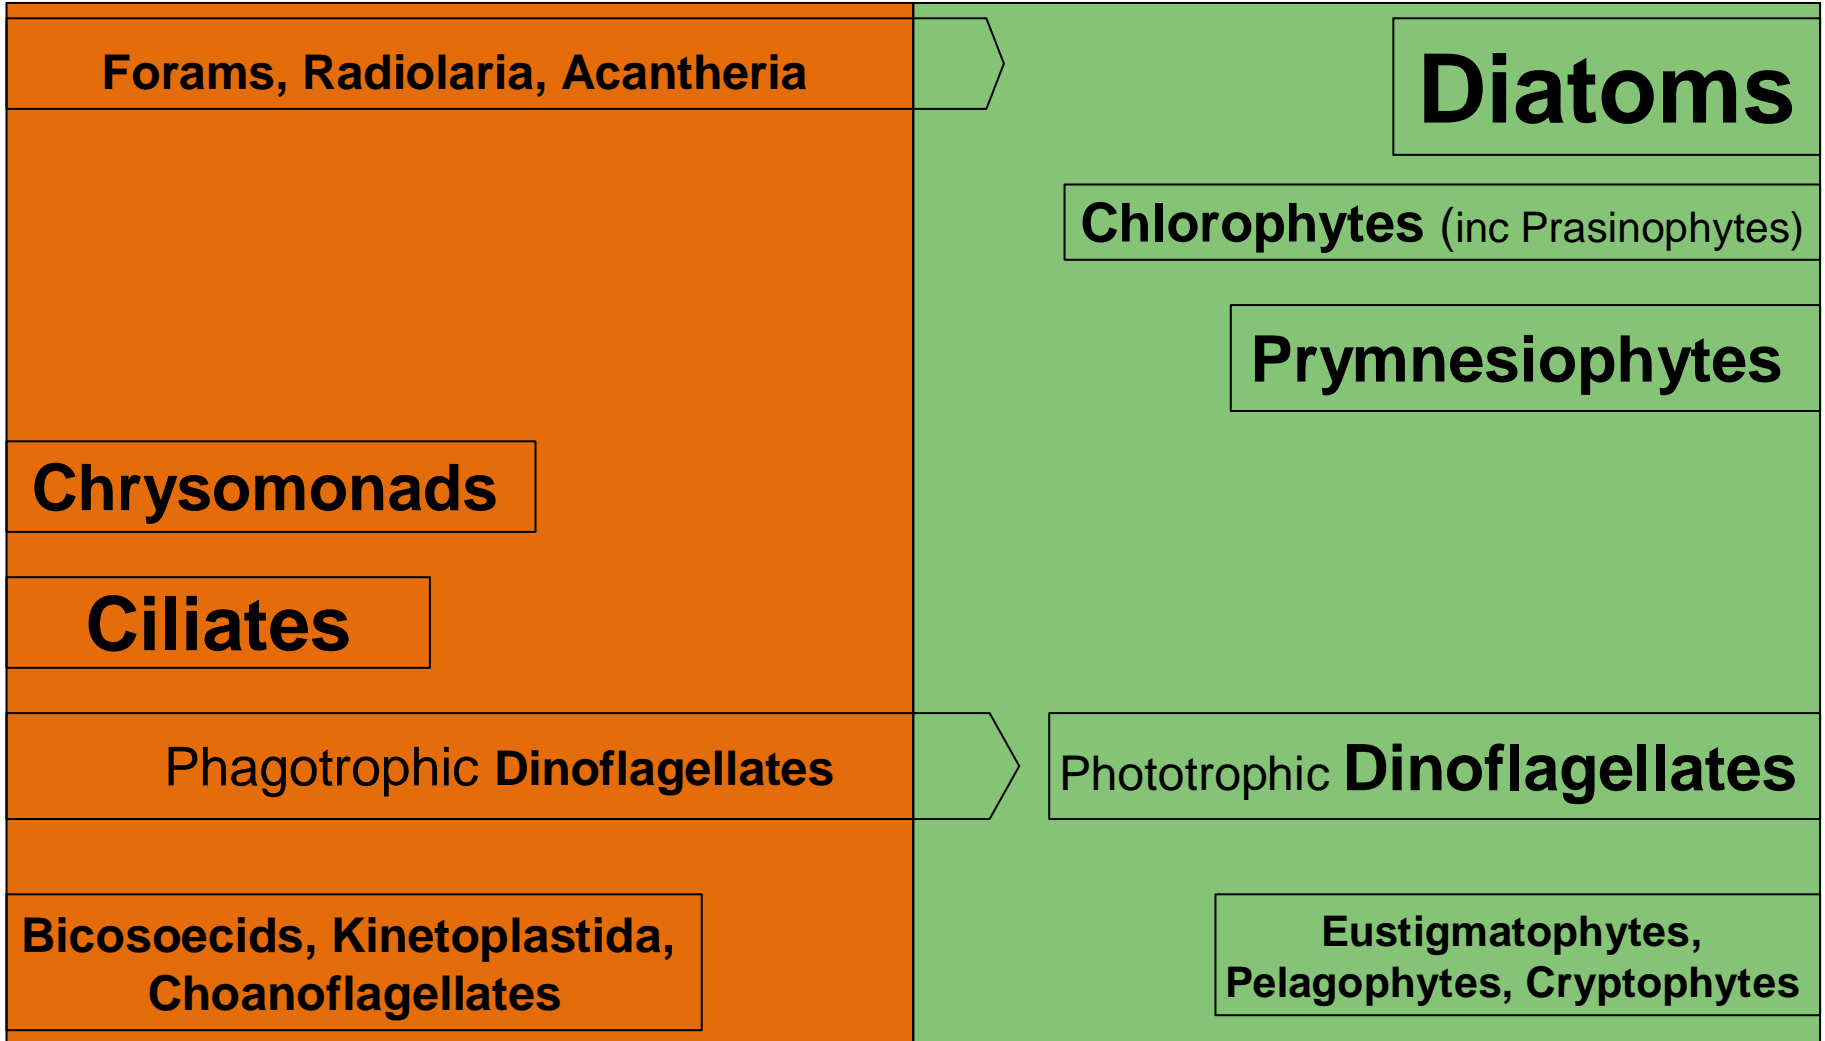 Forams, Radiolaria, Acantheria
Diatoms
Chlorophytes (inc Prasinophytes)
Prymnesiophytes
Chrysomonads
Ciliates
Phagotrophic Dinoflagellates
Phototrophic Dinoflagellates
Bicosoecids, Kinetoplastida,
Choanoflagellates
Eustigmatophytes,
Pelagophytes, Cryptophytes